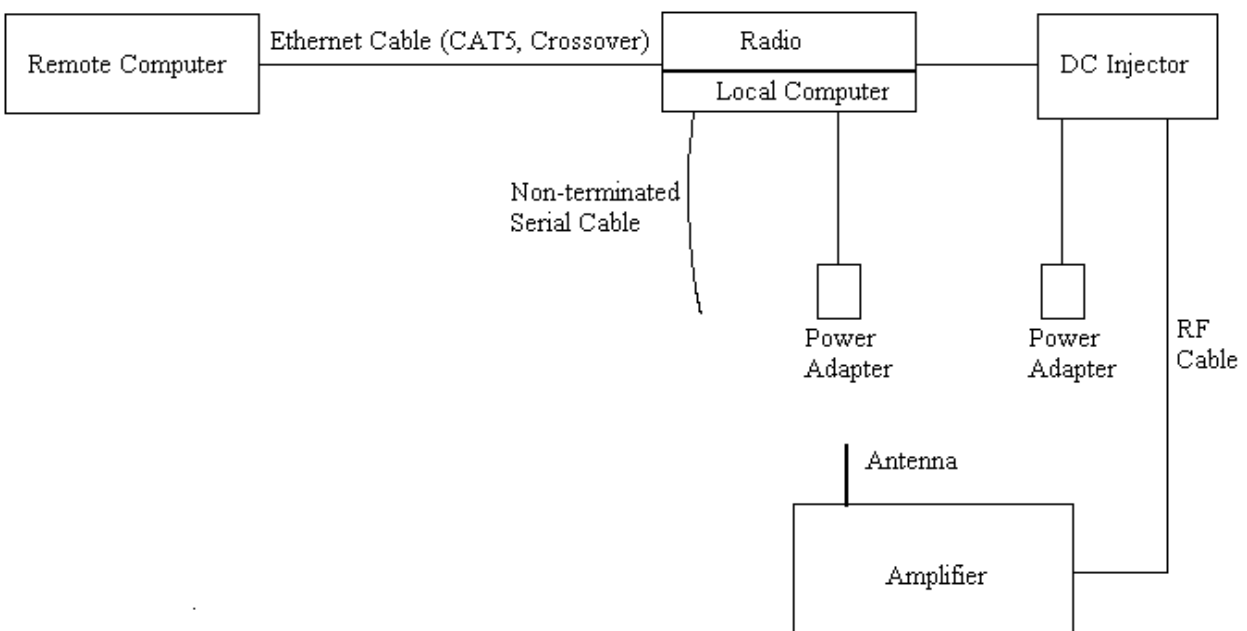 Remote Computer
Ethernet Cable (CAT5, Crossover)
Radio
Local Computer
DC Injector
Non-terminated
Serial Cable
Power
Adapter
Power
Adapter
RF
Cable
Antenna
Amplifier